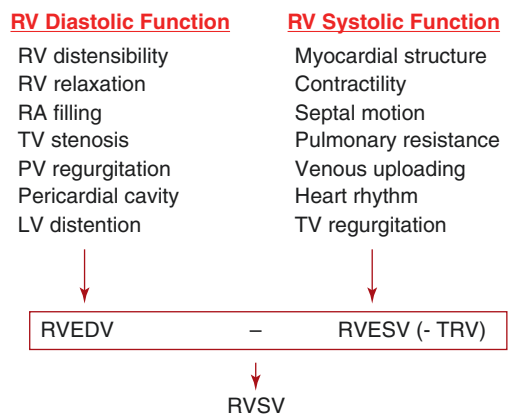 RV Diastolic Function
RV distensibility
RV relaxation
RA filling
TV stenosis
PV regurgitation
Pericardial cavity
LV distention
RV Systolic Function
Myocardial structure
Contractility
Septal motion
Pulmonary resistance
Venous uploading
Heart rhythm
TV regurgitation
RVEDV – RVESV (- TRV)
RVSV